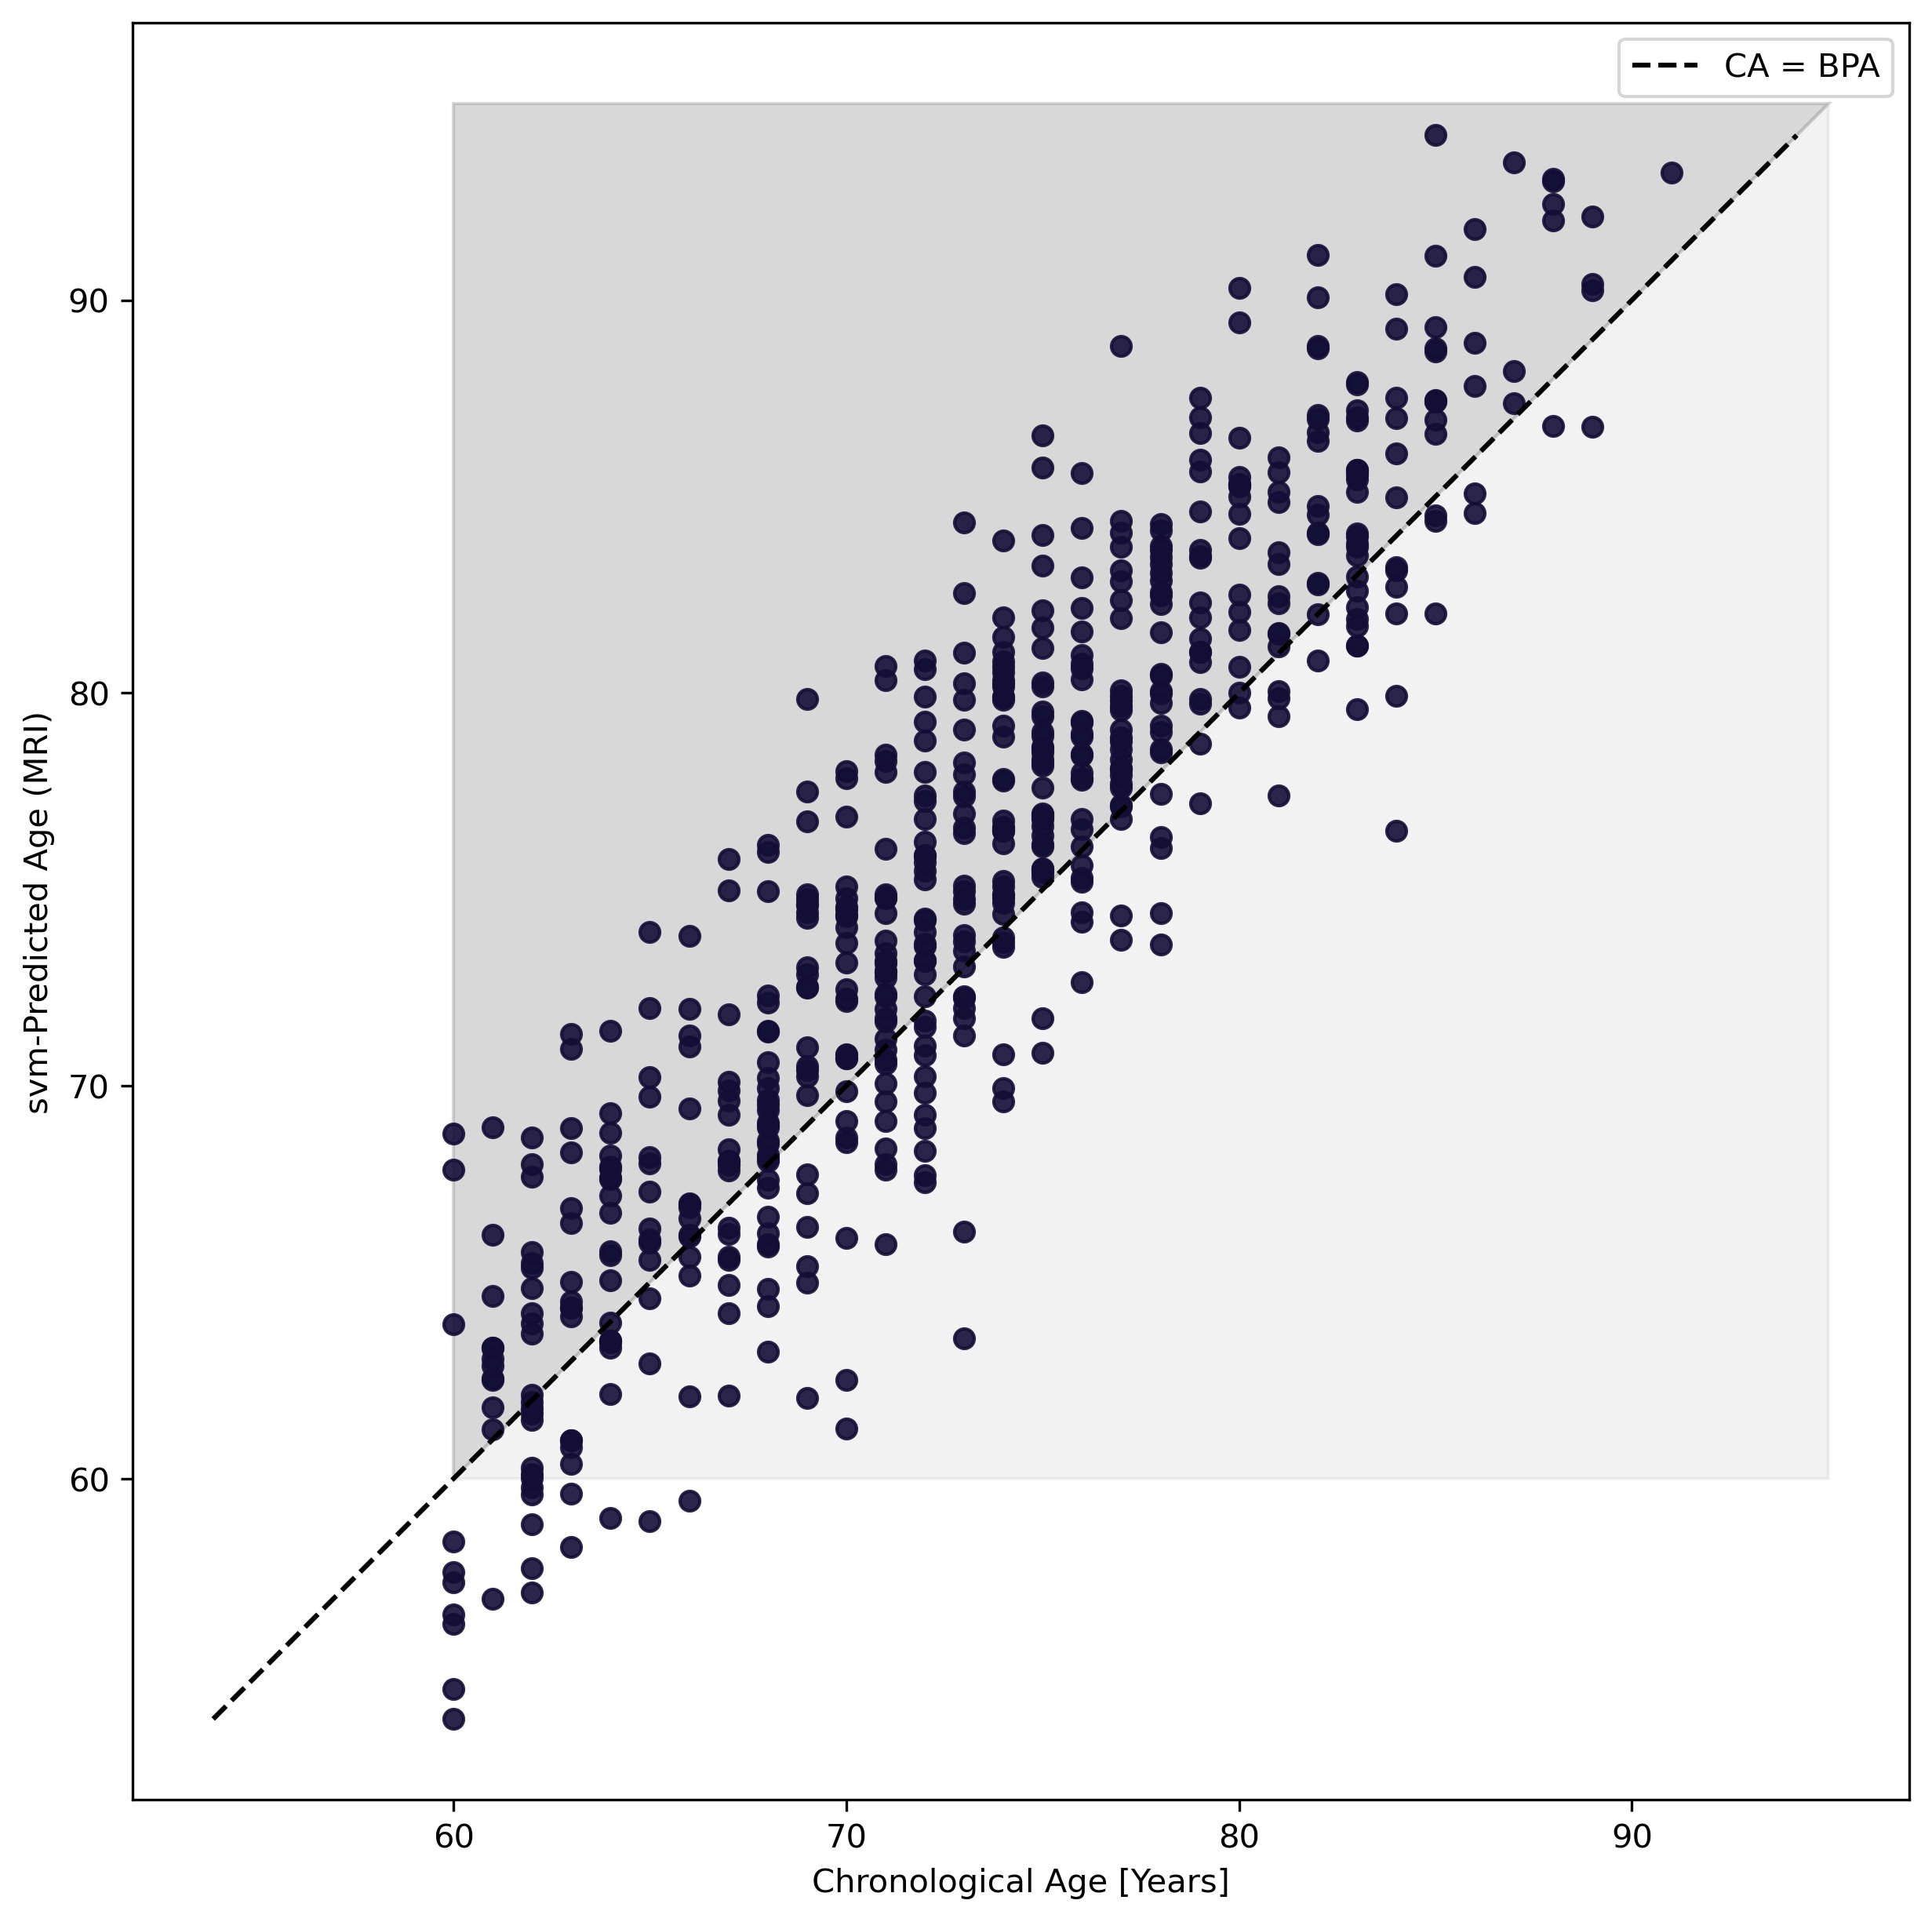 CA = BPA
90
80
70
60
svm-Predicted Age (MRI)
60 70 80 90
Chronological Age [Years]